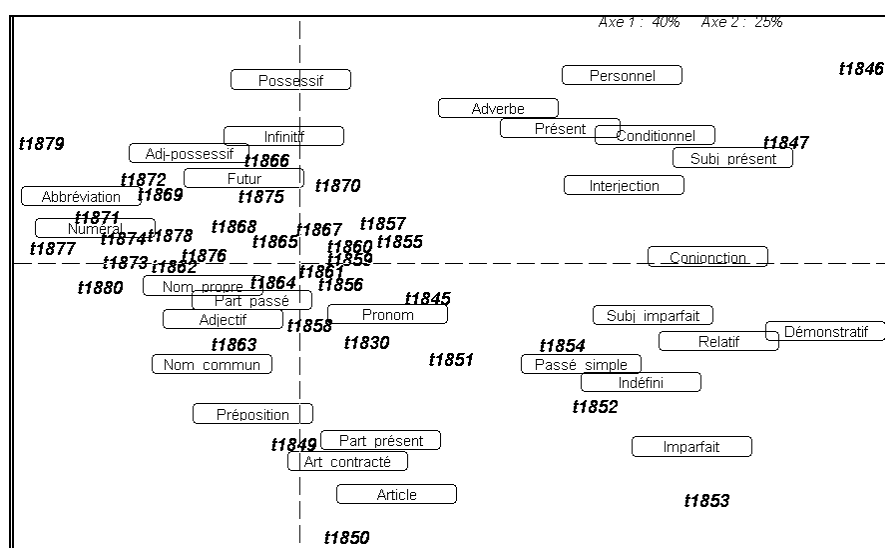 Axe 1 : 40% Axe 2 : 25%
t1846
Personnel
Possessif
Adverbe
Présent
Conditionnel
Infinitif
t1847
t1879
Adj-possessif
Subj présent
t1866
t1872
Futur
t1870
Interjection
Abbréviation
t1869
t1875
t1871
Numéral
t1868
t1867
t1857
t1874
t1878
t1865
t1860
t1855
t1877
t1876
t1859
Conjonction
t1873
t1862
t1861
t1880
Nom propre
t1864
t1856
Part passé
t1845
Adjectif
t1858
Pronom
Subj imparfait
Démonstratif
t1863
t1830
t1854
Relatif
Nom commun
t1851
Passé simple
Indéfini
t1852
Préposition
t1849
Part présent
Imparfait
Art contracté
Article
t1853
t1850